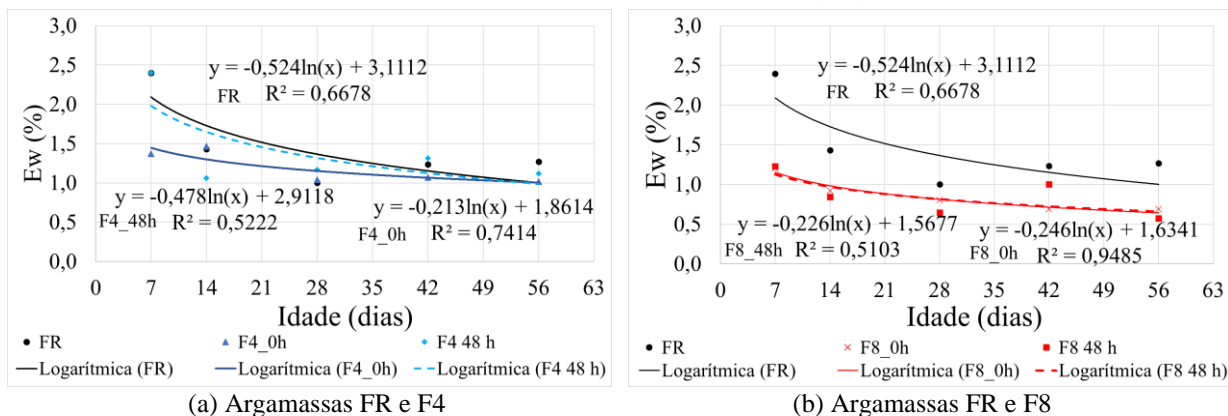 3,0
2,5
2,0
1,5
1,0
0,5
0,0
Ew (%)
y = -0,524ln(x) + 3,1112
FR R² = 0,6678
y = -0,478ln(x) + 2,9118
F4_48h R² = 0,5222
y = -0,213ln(x) + 1,8614
F4_0h R² = 0,7414
0 7 14 21 28 35 42 49 56 63
Idade (dias)
FR F4_0h F4 48 h
Logarítmica (FR) Logarítmica (F4_0h) Logarítmica (F4 48 h)
(a) Argamassas FR e F4
3,0
2,5
2,0
1,5
1,0
0,5
0,0
Ew (%)
y = -0,524ln(x) + 3,1112
FR R² = 0,6678
y = -0,226ln(x) + 1,5677
F8_48h R² = 0,5103
y = -0,246ln(x) + 1,6341
F8_0h R² = 0,9485
0 7 14 21 28 35 42 49 56 63
Idade (dias)
FR F8_0h F8 48 h
Logarítmica (FR) Logarítmica (F8_0h) Logarítmica (F8 48 h)
(b) Argamassas FR e F8